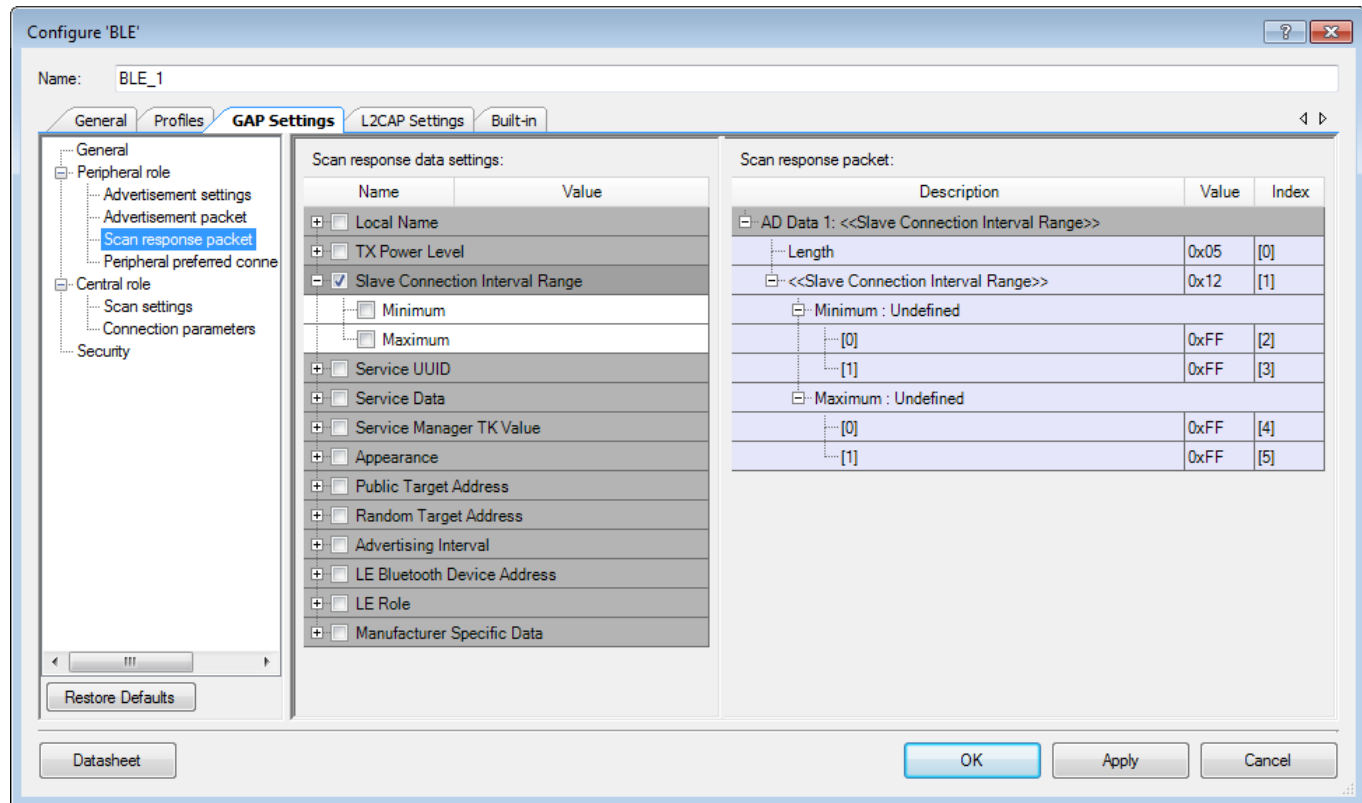 Configure 'BLE'
Name: BLE_1
General Profiles GAP Settings L2CAP Settings Built-in
General
Peripheral role
Advertisement settings
Advertisement packet
Scan response packet
Peripheral preferred conne
Central role
Scan settings
Connection parameters
Security
Restore Defaults
Scan response data settings:
Name Value
Local Name
TX Power Level
Slave Connection Interval Range
Minimum
Maximum
Service UUID
Service Data
Service Manager TK Value
Appearance
Public Target Address
Random Target Address
Advertising Interval
LE Bluetooth Device Address
LE Role
Manufacturer Specific Data
Scan response packet:
Description Value Index
AD Data 1: <<Slave Connection Interval Range>>
Length 0x05 [0]
<<Slave Connection Interval Range>> 0x12 [1]
Minimum : Undefined
[0] 0xFF [2]
[1] 0xFF [3]
Maximum : Undefined
[0] 0xFF [4]
[1] 0xFF [5]
Datasheet OK Apply Cancel